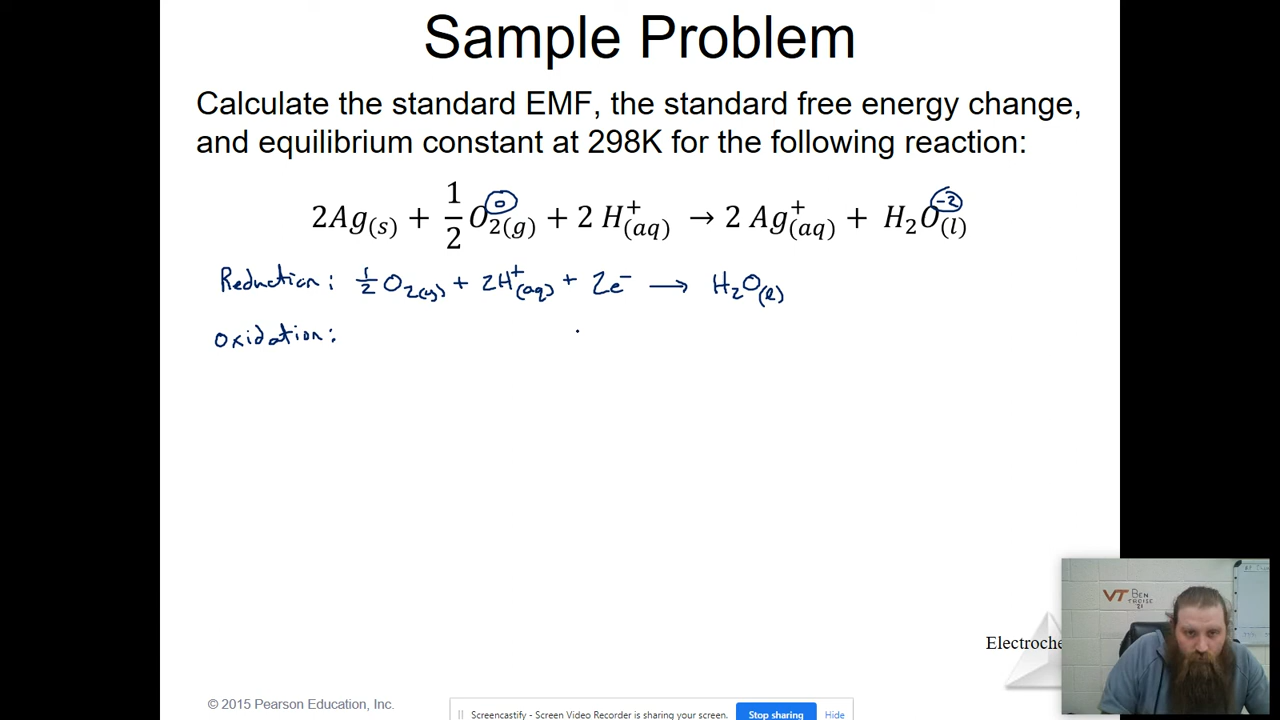 Sample Problem
Calculate the standard EMF, the standard free energy change,
and equilibrium constant at 298K for the following reaction:
2Ag(s) + 1/2 O2(g) + 2 H+(aq) → 2 Ag+(aq) + H2O(l)
0
-2
Reduction: 1/2 O2(g) + 2H+(aq) + 2e⁻ → H2O(l)
Oxidation:
VT BEN
Electroche
© 2015 Pearson Education, Inc.
Screencastify - Screen Video Recorder is sharing your screen.
Stop sharing
Hide